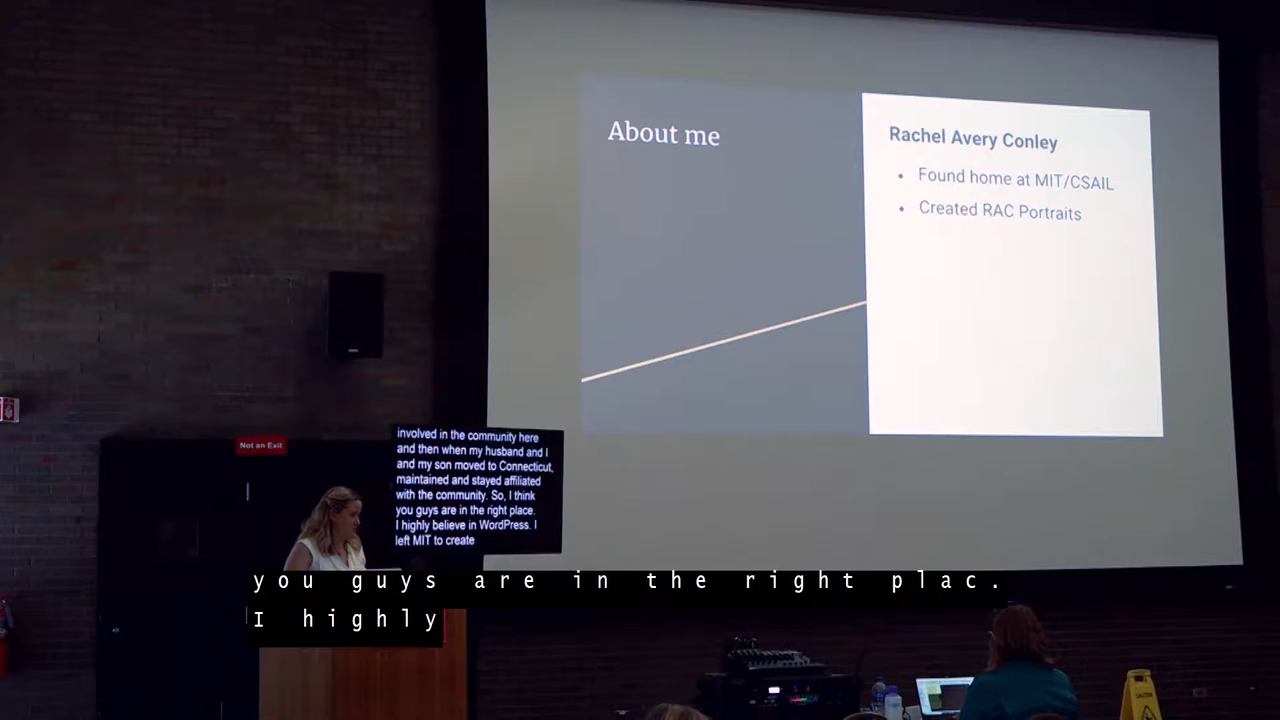 About me
Rachel Avery Conley
• Found home at MIT/CSAIL
• Created RAC Portraits
Not an Exit
involved in the community here
and then when my husband and I
and my son moved to Connecticut,
maintained and stayed affiliated
with the community. So, I think
you guys are in the right place.
I highly believe in WordPress. I
left MIT to create
you guys are in the right plac.
I highly
CAUTION